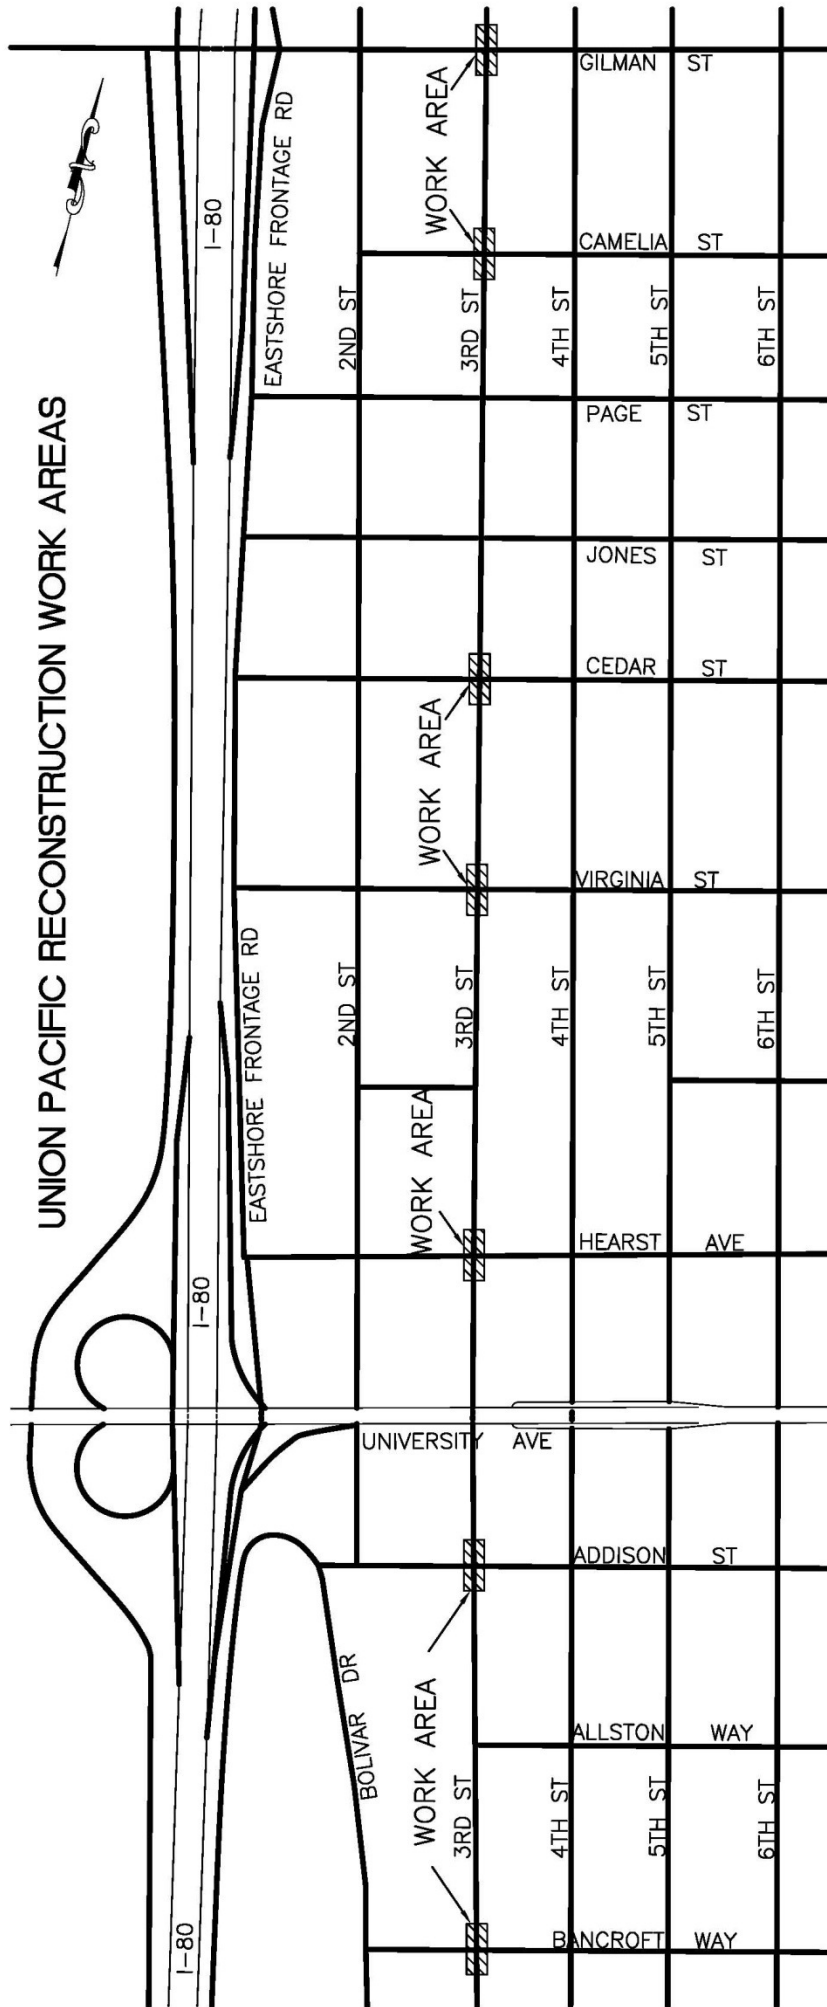 UNION PACIFIC RECONSTRUCTION WORK AREAS
GILMAN ST
WORK AREA
I-80
EASTSHORE FRONTAGE RD
CAMELIA ST
2ND ST
3RD ST
4TH ST
5TH ST
6TH ST
PAGE ST
JONES ST
CEDAR ST
WORK AREA
VIRGINIA ST
EASTSHORE FRONTAGE RD
2ND ST
3RD ST
4TH ST
5TH ST
6TH ST
WORK AREA
HEARST AVE
I-80
UNIVERSITY AVE
ADDISON ST
BOLIVAR DR
WORK AREA
ALLSTON WAY
3RD ST
4TH ST
5TH ST
6TH ST
BANCROFT WAY
I-80